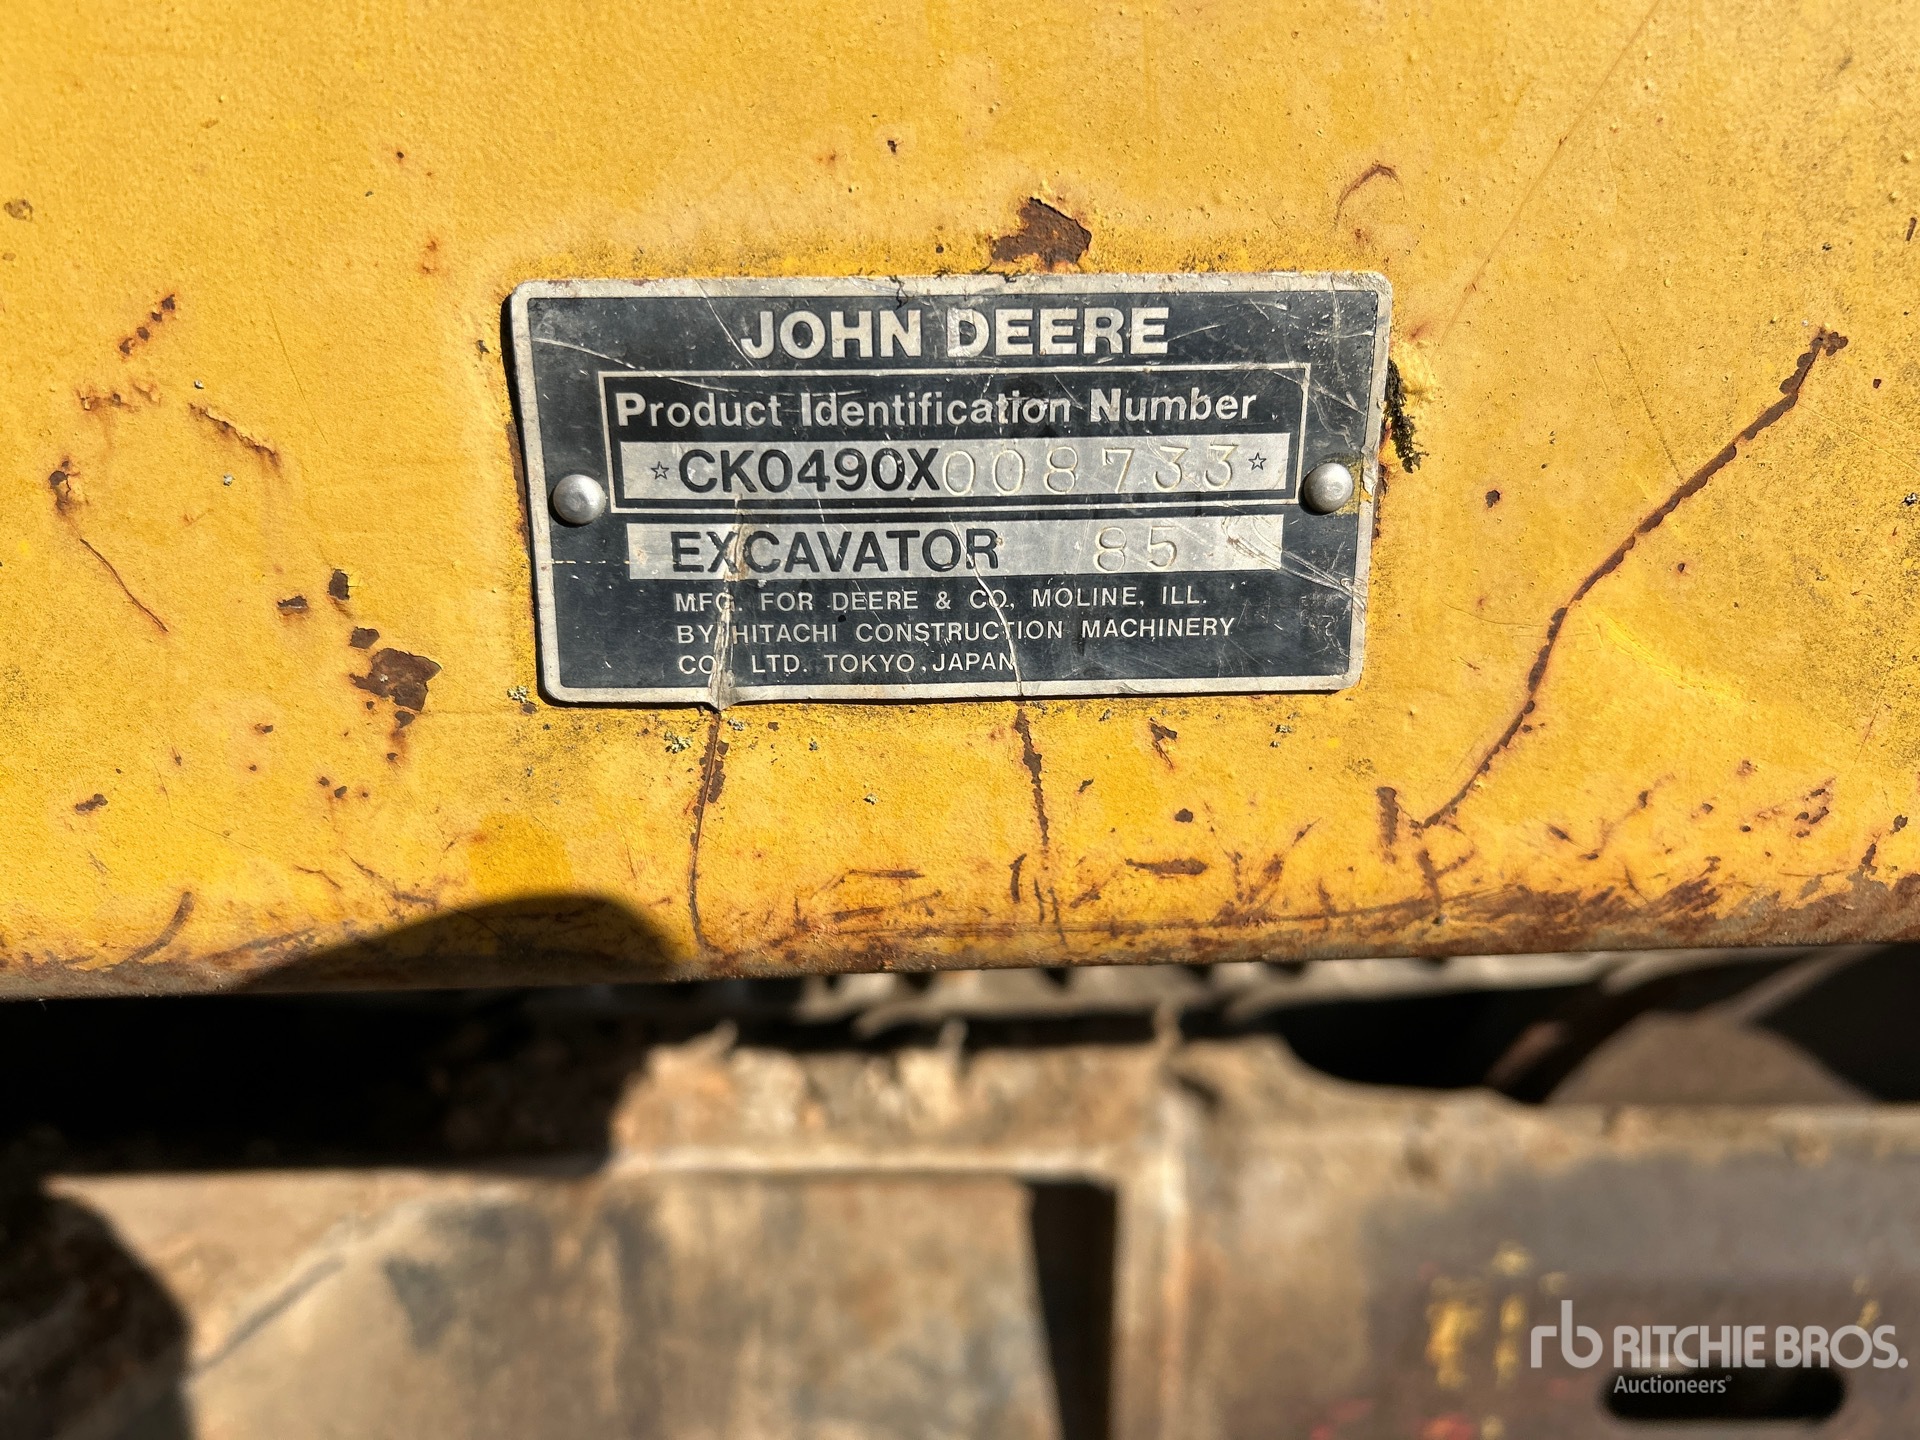 JOHN DEERE
Product Identification Number
☆ CK0490X008733 ☆
EXCAVATOR 85
MFG. FOR DEERE & CO. MOLINE, ILL.
BY HITACHI CONSTRUCTION MACHINERY
CO. LTD. TOKYO, JAPAN
rb RITCHIE BROS.
Auctioneers®